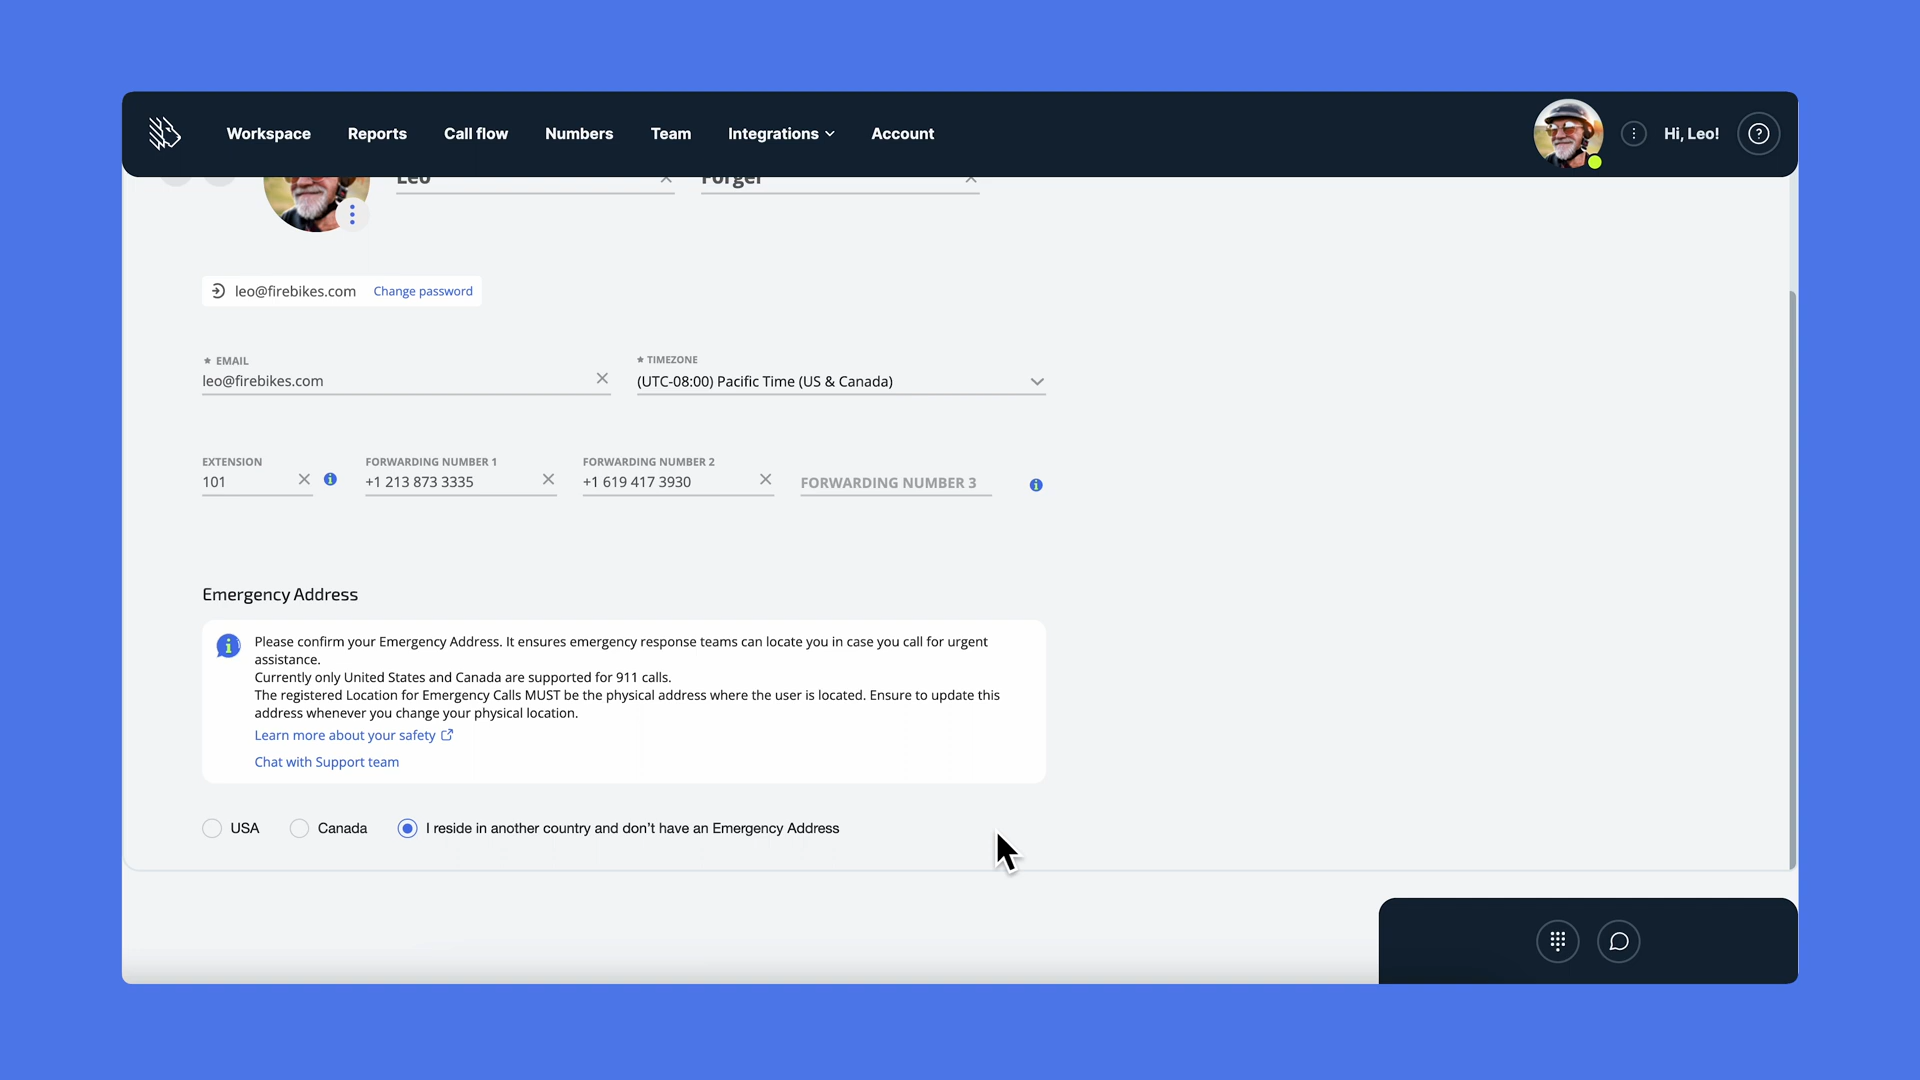 Workspace Reports Call flow Numbers Team Integrations Account Hi, Leo!
Leo Forger
leo@firebikes.com Change password
EMAIL TIMEZONE
leo@firebikes.com (UTC-08:00) Pacific Time (US & Canada)
EXTENSION FORWARDING NUMBER 1 FORWARDING NUMBER 2
101 +1 213 873 3335 +1 619 417 3930 FORWARDING NUMBER 3
Emergency Address
Please confirm your Emergency Address. It ensures emergency response teams can locate you in case you call for urgent
assistance.
Currently only United States and Canada are supported for 911 calls.
The registered Location for Emergency Calls MUST be the physical address where the user is located. Ensure to update this
address whenever you change your physical location.
Learn more about your safety
Chat with Support team
USA Canada I reside in another country and don't have an Emergency Address